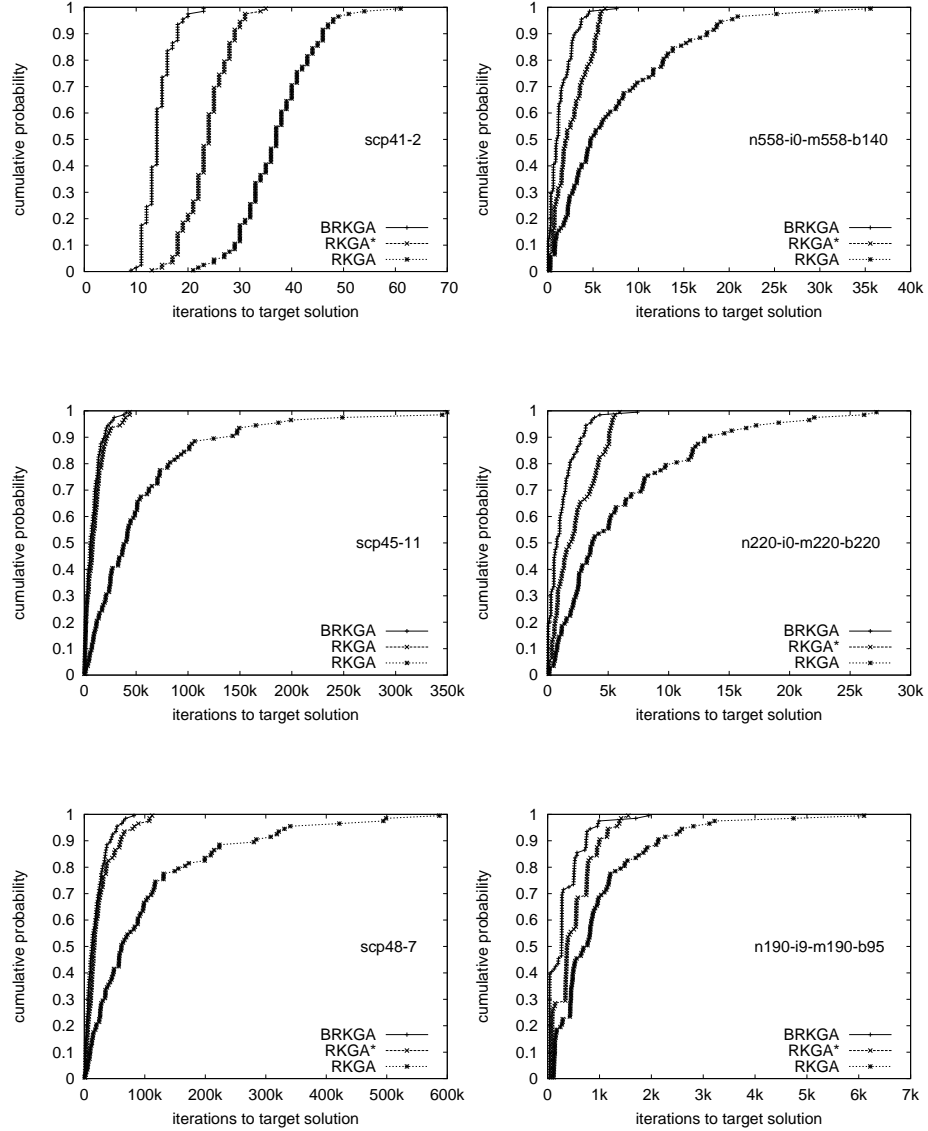 cumulative probability
1
0.9
0.8
0.7
0.6
0.5
0.4
0.3
0.2
0.1
0
scp41-2
BRKGA
RKGA*
RKGA
0 10 20 30 40 50 60 70
iterions to target solution
cumulative probability
1
0.9
0.8
0.7
0.6
0.5
0.4
0.3
0.2
0.1
0
n558-i0-m558-b140
BRKGA
RKGA*
RKGA
0 5k 10k 15k 20k 25k 30k 35k 40k
iterions to target solution
cumulative probability
1
0.9
0.8
0.7
0.6
0.5
0.4
0.3
0.2
0.1
0
scp45-11
BRKGA
RKGA
RKGA
0 50k 100k 150k 200k 250k 300k 350k
iterions to target solution
cumulative probability
1
0.9
0.8
0.7
0.6
0.5
0.4
0.3
0.2
0.1
0
n220-i0-m220-b220
BRKGA
RKGA*
RKGA
0 5k 10k 15k 20k 25k 30k
iterions to target solution
cumulative probability
1
0.9
0.8
0.7
0.6
0.5
0.4
0.3
0.2
0.1
0
scp48-7
BRKGA
RKGA*
RKGA
0 100k 200k 300k 400k 500k 600k
iterions to target solution
cumulative probability
1
0.9
0.8
0.7
0.6
0.5
0.4
0.3
0.2
0.1
0
n190-i9-m190-b95
BRKGA
RKGA*
RKGA
0 1k 2k 3k 4k 5k 6k 7k
iterions to target solution